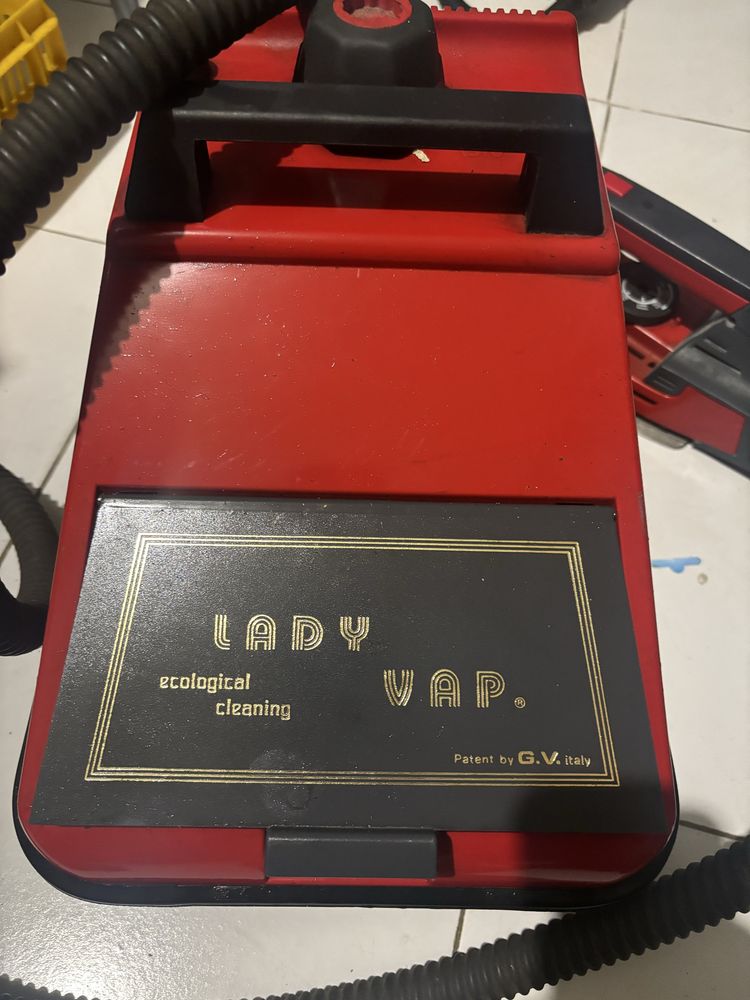 LADY
VAP®
ecological
cleaning
Patent by G.V. italy